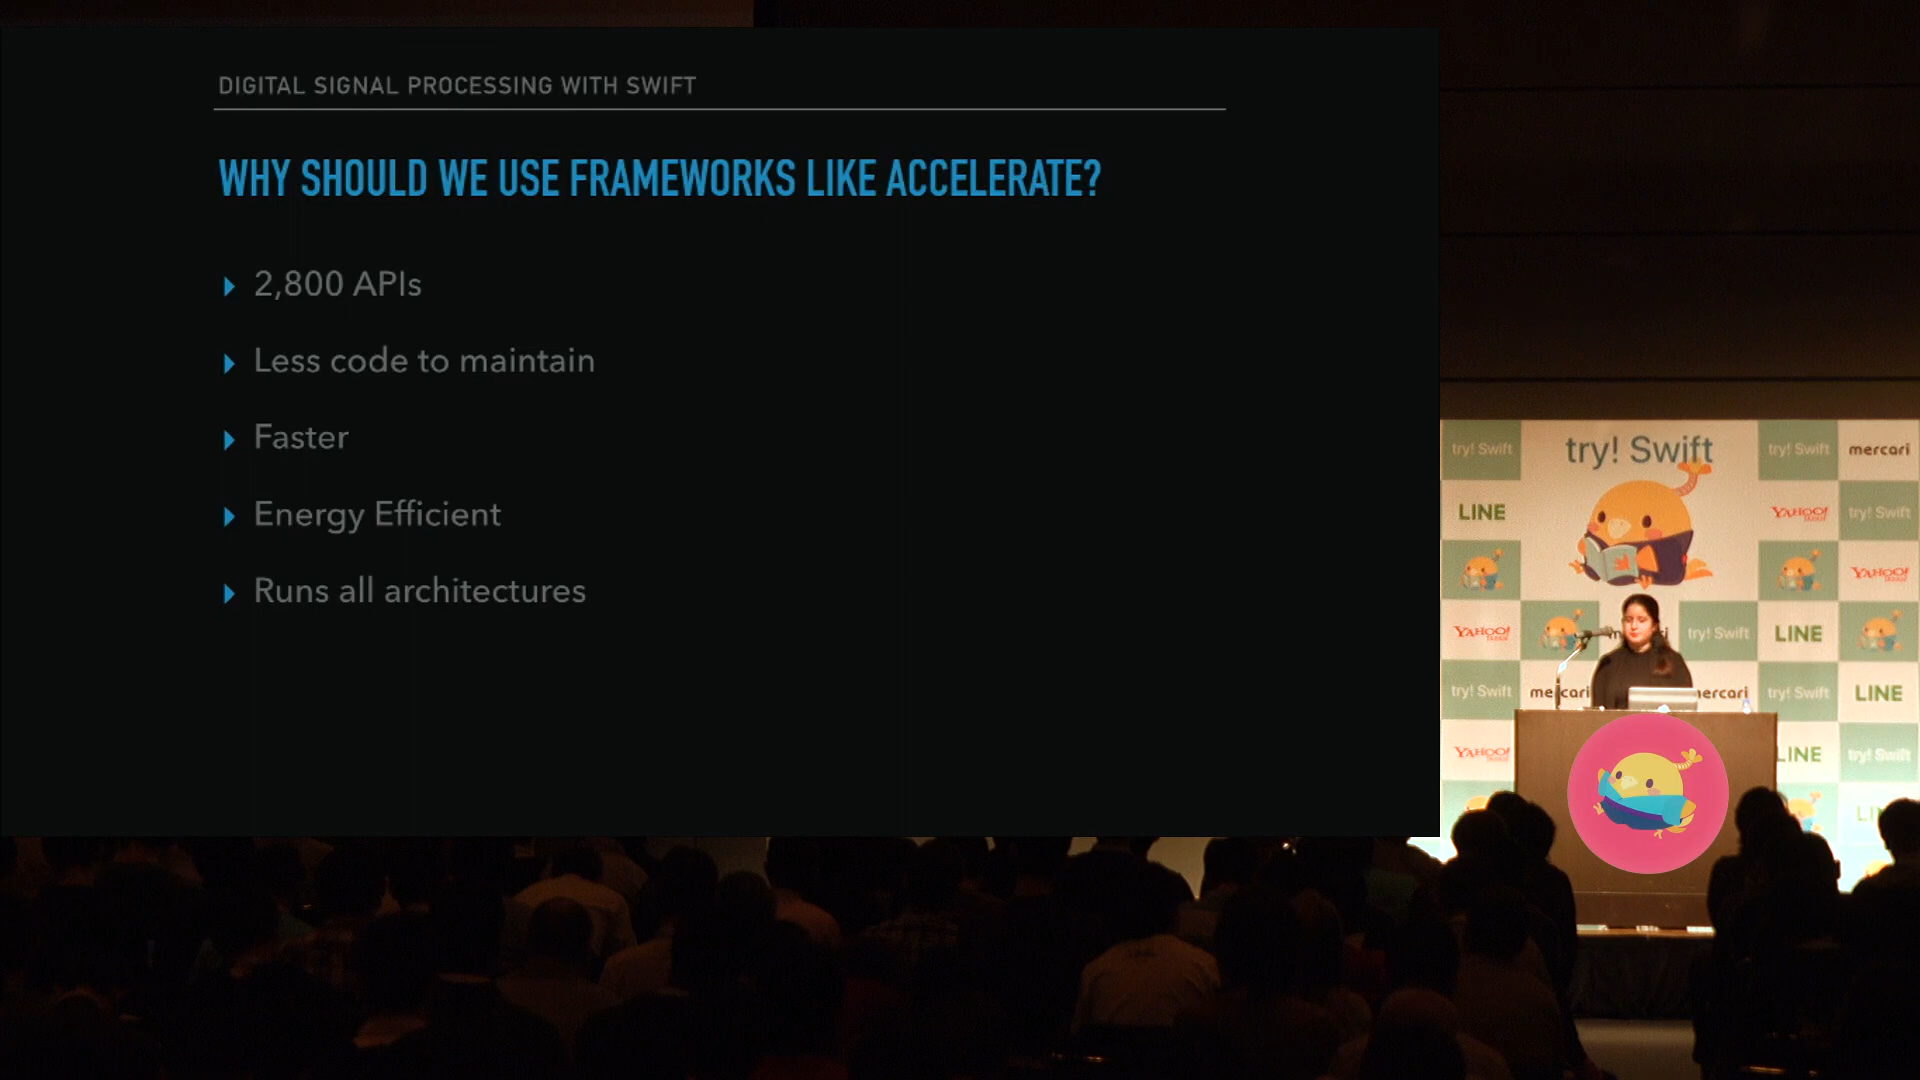 DIGITAL SIGNAL PROCESSING WITH SWIFT
WHY SHOULD WE USE FRAMEWORKS LIKE ACCELERATE?
2,800 APIs
Less code to maintain
Faster
Energy Efficient
Runs all architectures
try! Swift
try! Swift
try! Swift
mercari
LINE
YAHOO!
try! Swift
YAHOO!
YAHOO!
try! Swift
LINE
try! Swift
mercari
mercari
try! Swift
LINE
YAHOO!
LINE
try! Swift